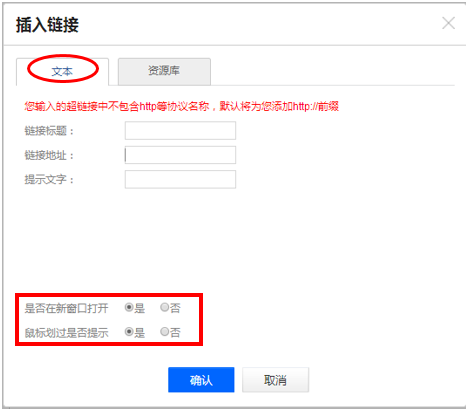 插入链接
文本 资源库
您输入的超链接中不包含http等协议名称，默认将为您添加http://前缀
链接标题：
链接地址：
提示文字：
是否在新窗口打开 是 否
鼠标划过是否提示 是 否
确认 取消